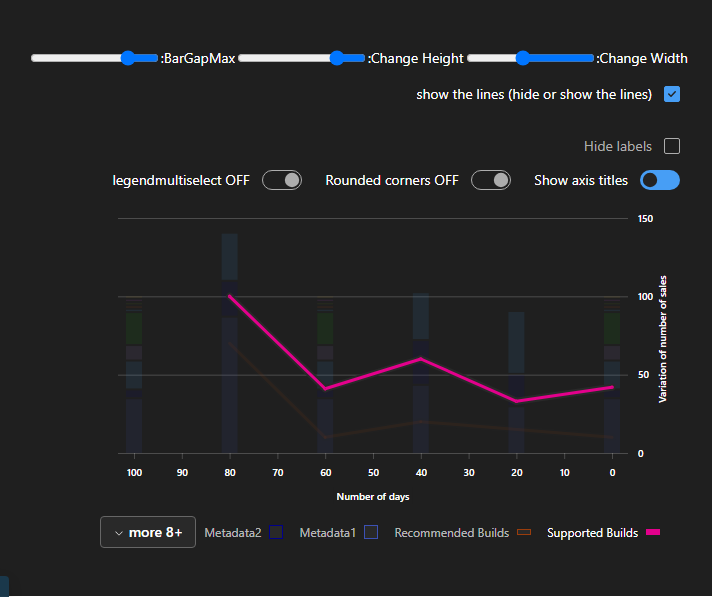 :BarGapMax :Change Height :Change Width
show the lines (hide or show the lines)
Hide labels
legendmultiselect OFF Rounded corners OFF Show axis titles
150
100
50
0
Variation of number of sales
100 90 80 70 60 50 40 30 20 10 0
Number of days
more 8+ Metadata2 Metadata1 Recommended Builds Supported Builds